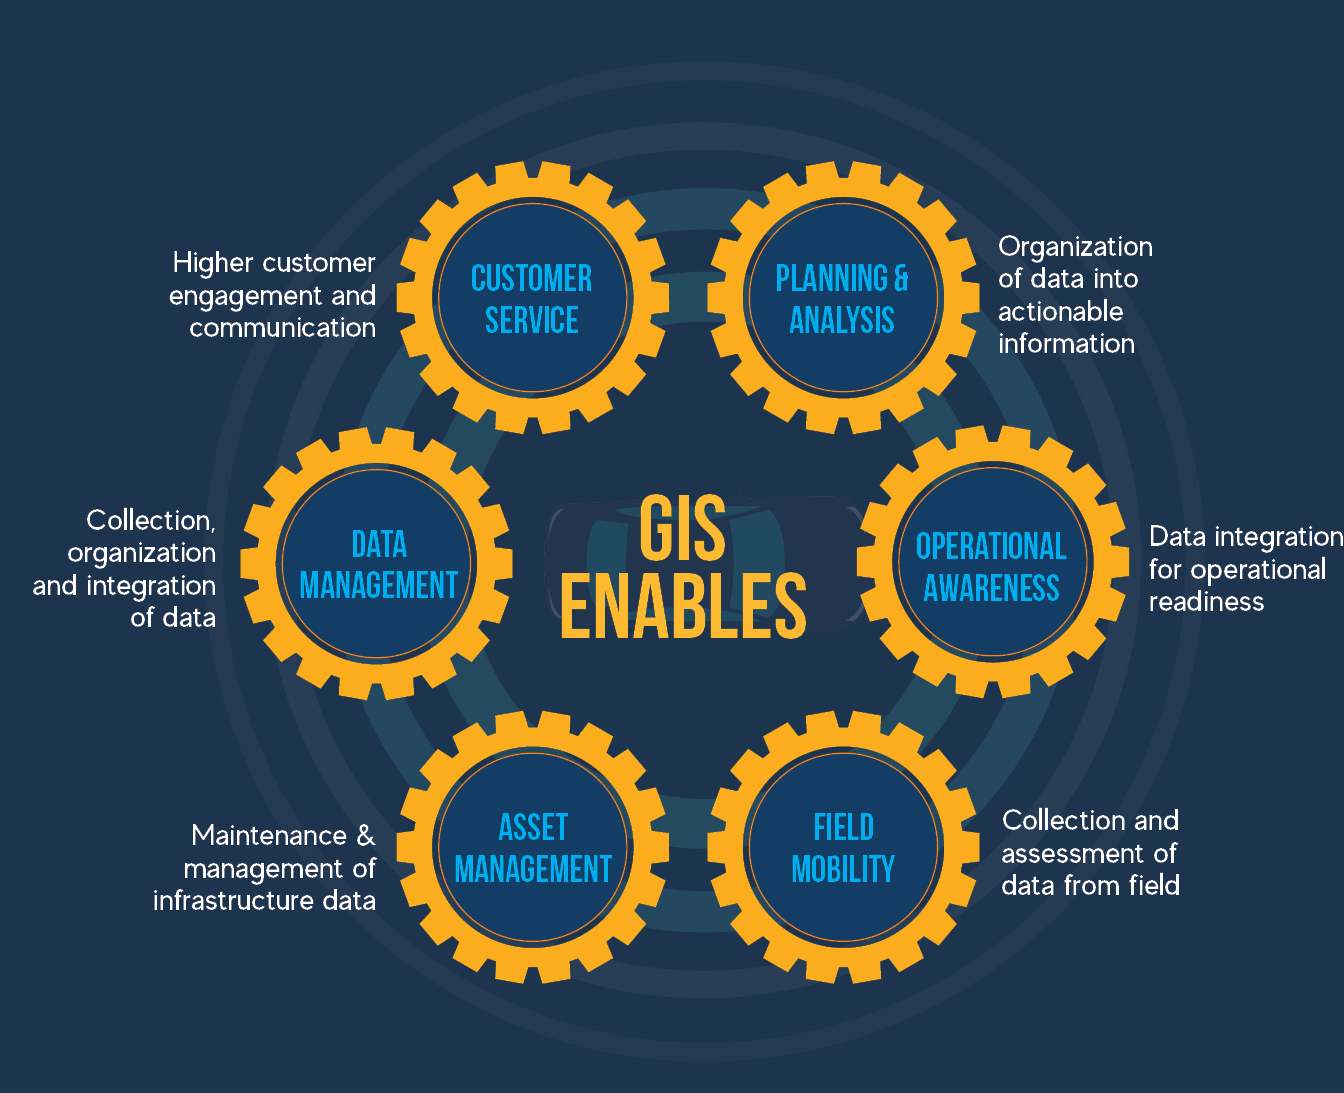 CUSTOMER
SERVICE
Higher customer
engagement and
communication
PLANNING &
ANALYSIS
Organization
of data into
actionable
information
DATA
MANAGEMENT
Collection,
organization
and integration
of data
GIS
ENABLES
OPERATIONAL
AWARENESS
Data integration
for operational
readiness
ASSET
MANAGEMENT
Maintenance &
management of
infrastructure data
FIELD
MOBILITY
Collection and
assessment of
data from field